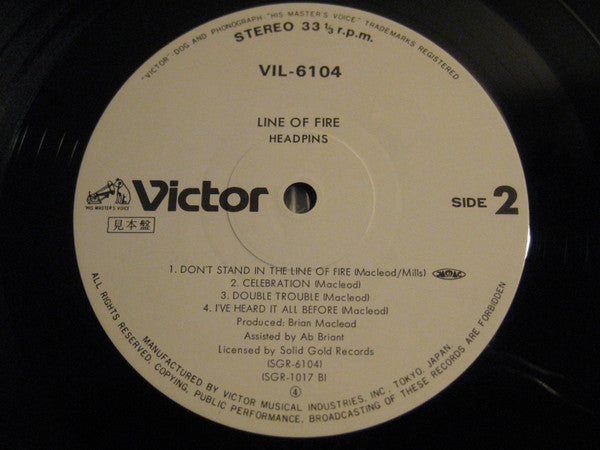 "VICTOR" DOG AND PHONOGRAPH "HIS MASTER'S VOICE" TRADEMARKS REGISTERED
STEREO 33 1/3 r.p.m.
VIL-6104
LINE OF FIRE
HEADPINS
"HIS MASTER'S VOICE"
Victor
SIDE 2
見本盤
1. DON'T STAND IN THE LINE OF FIRE (Macleod/Mills)
2. CELEBRATION (Macleod)
3. DOUBLE TROUBLE (Macleod)
4. I'VE HEARD IT ALL BEFORE (Macleod)
Produced: Brian Macleod
Assisted by Ab Briant
Licensed by Solid Gold Records
(SGR-6104)
(SGR-1017 B)
④
ALL RIGHTS RESERVED. COPYING, PUBLIC PERFORMANCE, BROADCASTING OF THESE RECORDS ARE FORBIDDEN
MANUFACTURED BY VICTOR MUSICAL INDUSTRIES, INC., TOKYO, JAPAN.